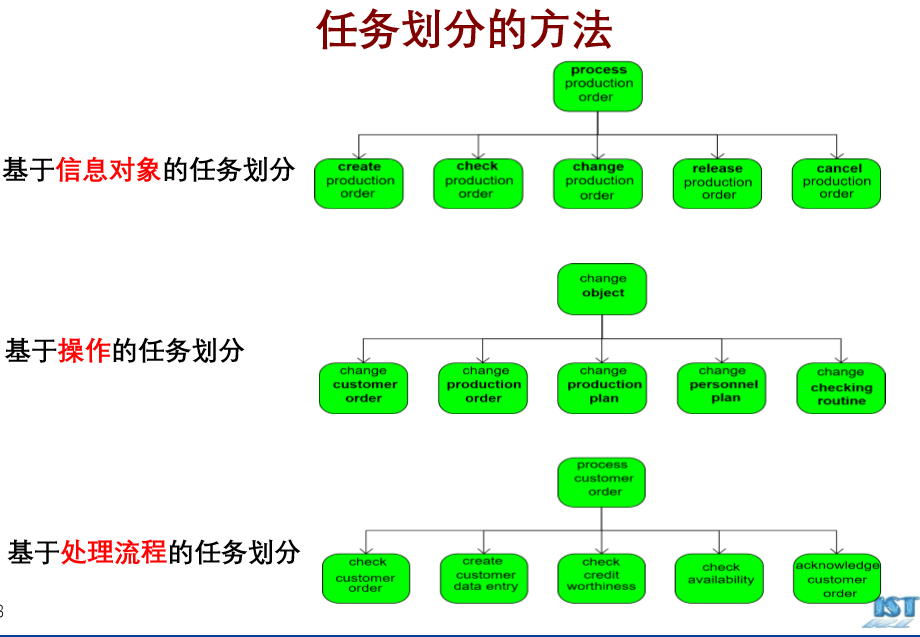 任务划分的方法
process
production
order
基于信息对象的任务划分
create
production
order
check
production
order
change
production
order
release
production
order
cancel
production
order
change
object
基于操作的任务划分
change
customer
order
change
production
order
change
production
plan
change
personnel
plan
change
checking
routine
process
customer
order
基于处理流程的任务划分
check
customer
order
create
customer
data entry
check
credit
worthiness
check
availability
acknowledge
customer
order
IST